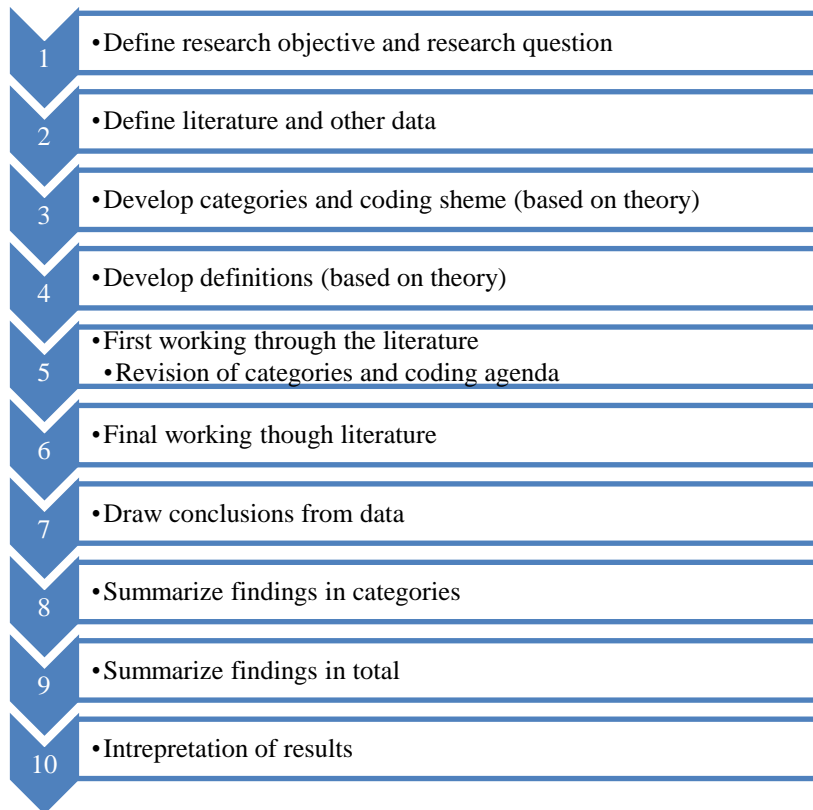 1
•Define research objective and research question
2
•Define literature and other data
3
•Develop categories and coding sheme (based on theory)
4
•Develop definitions (based on theory)
5
•First working through the literature
•Revision of categories and coding agenda
6
•Final working though literature
7
•Draw conclusions from data
8
•Summarize findings in categories
9
•Summarize findings in total
10
•Intrepretation of results